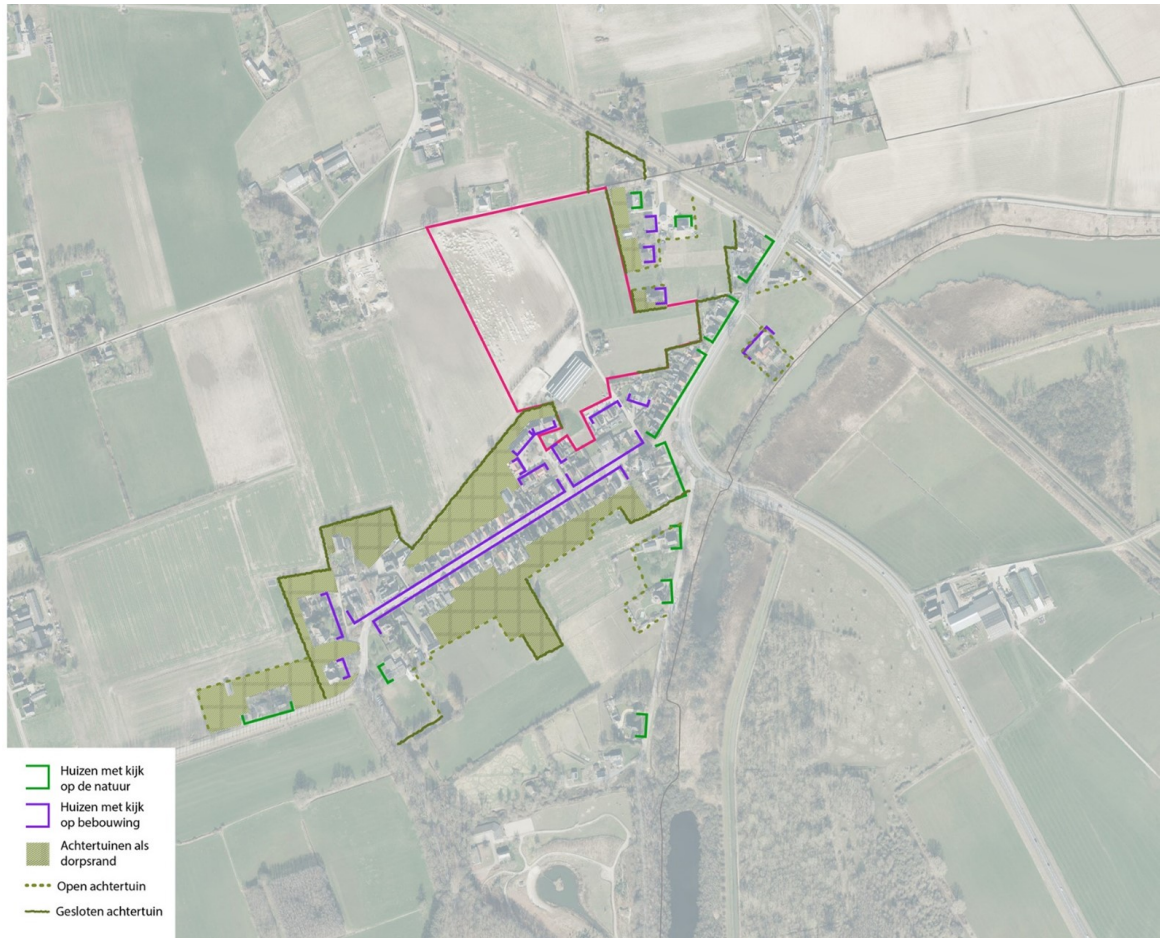 Huizen met kijk
op de natuur
Huizen met kijk
op bebouwing
Achtertuinen als
dorpsrand
Open achtertuin
Gesloten achtertuin